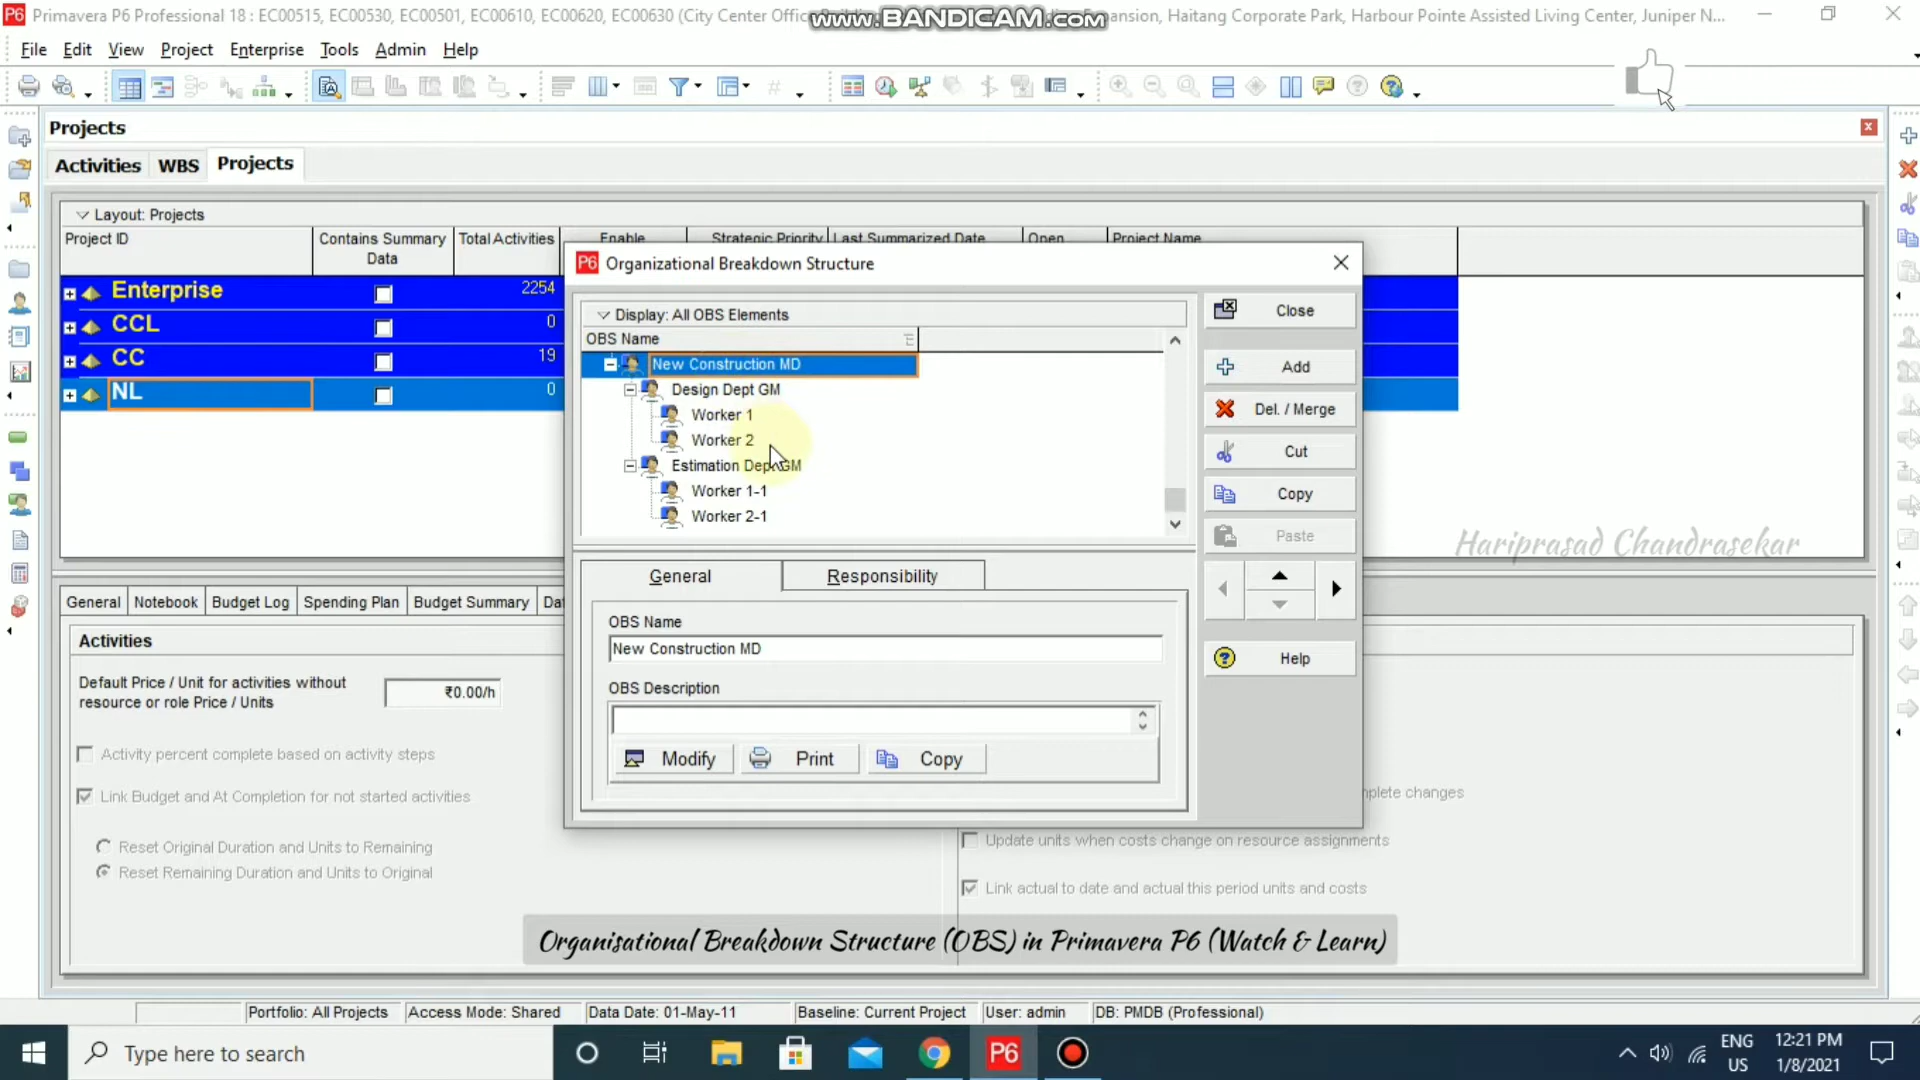 Primavera P6 Professional 18 : EC00515, EC00530, EC00501, EC00610, EC00620, EC00630 (City Center Offic
www.BANDICAM.com
pansion, Haitang Corporate Park, Harbour Pointe Assisted Living Center, Juniper N...
File Edit View Project Enterprise Tools Admin Help
Projects
Activities WBS Projects
Layout: Projects
Project ID
Contains Summary Data
Total Activities
Enable
Strategic Priority
Last Summarized Date
Open
Project Name
Enterprise 2254
CCL 0
CC 19
NL 0
P6 Organizational Breakdown Structure
Display: All OBS Elements
OBS Name
New Construction MD
Design Dept GM
Worker 1
Worker 2
Estimation Dept GM
Worker 1-1
Worker 2-1
Close
Add
Del. / Merge
Cut
Copy
Paste
Help
General Responsibility
OBS Name
New Construction MD
OBS Description
Modify Print Copy
Hariprasad Chandrasekar
General Notebook Budget Log Spending Plan Budget Summary Dat
Activities
Default Price / Unit for activities without
resource or role Price / Units
₹0.00/h
Activity percent complete based on activity steps
Link Budget and At Completion for not started activities
Reset Original Duration and Units to Remaining
Reset Remaining Duration and Units to Original
plete changes
Update units when costs change on resource assignments
Link actual to date and actual this period units and costs
Organisational Breakdown Structure (OBS) in Primavera P6 (Watch & Learn)
Portfolio: All Projects Access Mode: Shared Data Date: 01-May-11 Baseline: Current Project User: admin DB: PMDB (Professional)
Type here to search
P6
ENG
US
12:21 PM
1/8/2021